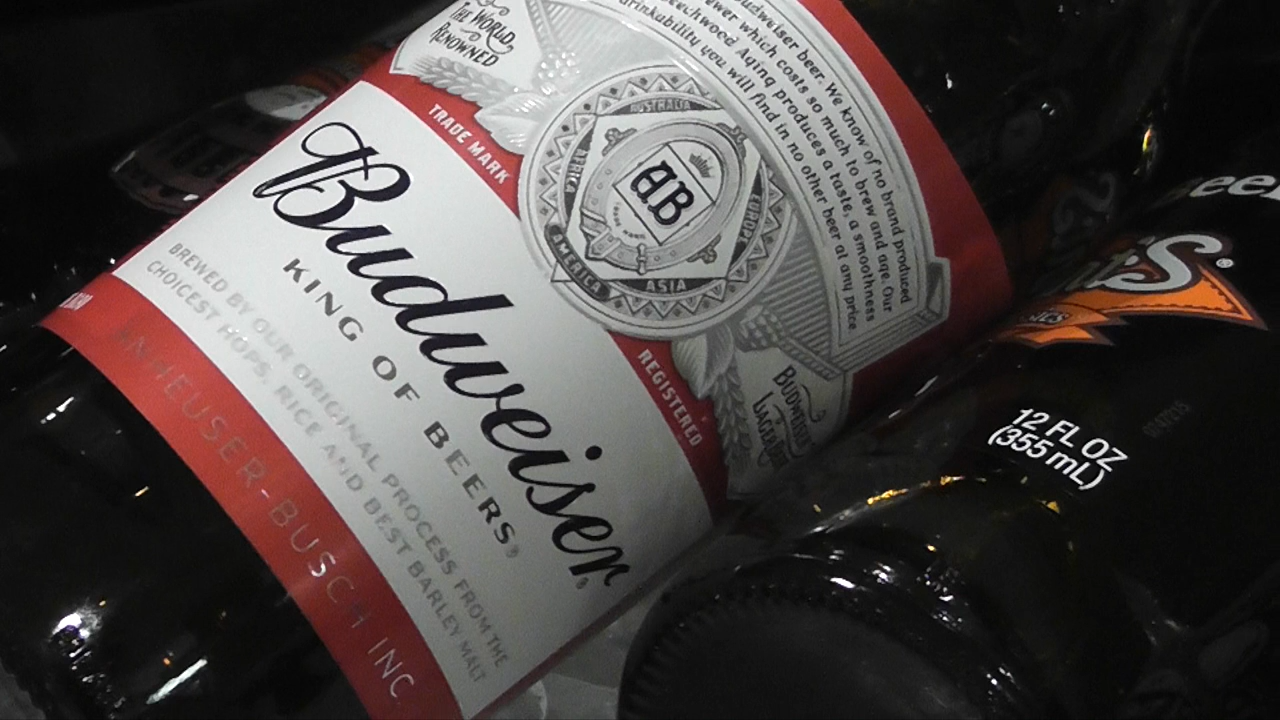 THE WORLD
RENOWNED
Budweiser beer. We know of no brand produced
which costs so much to brew and age. Our
Beechwood Aging produces a taste, a smoothness
drinkability you will find in no other beer at any price.
TRADE MARK
AUSTRALIA
AFRICA
AB
EUROPE
AMERICA
ASIA
REGISTERED
BUDWEISER
LAGER BEER
Budweiser®
KING OF BEERS®
BREWED BY OUR ORIGINAL PROCESS FROM THE
CHOICEST HOPS, RICE AND BEST BARLEY MALT
ANHEUSER-BUSCH INC.
12 FL OZ
(355 mL)